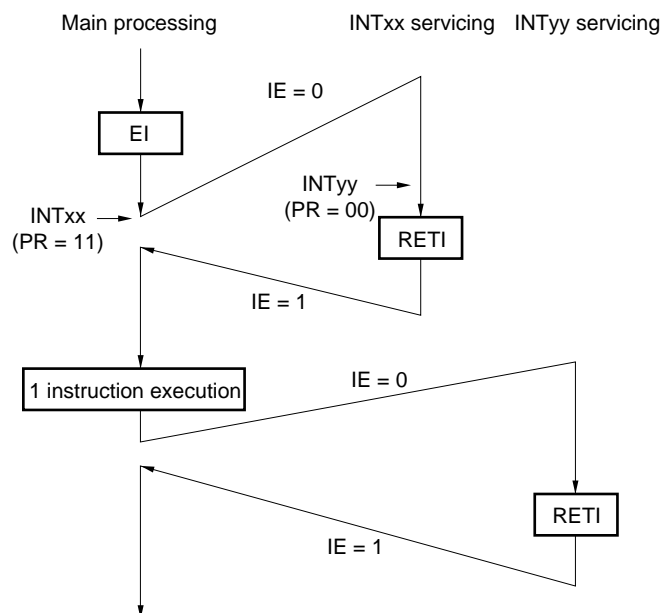 Main processing
INTxx servicing
INTyy servicing
IE = 0
EI
INTyy
(PR = 00)
INTxx
(PR = 11)
RETI
IE = 1
1 instruction execution
IE = 0
RETI
IE = 1